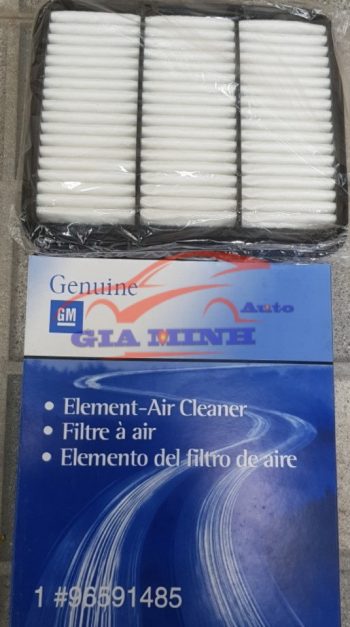 Genuine
GM
Auto
GIA MINH
• Element-Air Cleaner
• Filtre à air
• Elemento del filtro de aire
1 #96591485